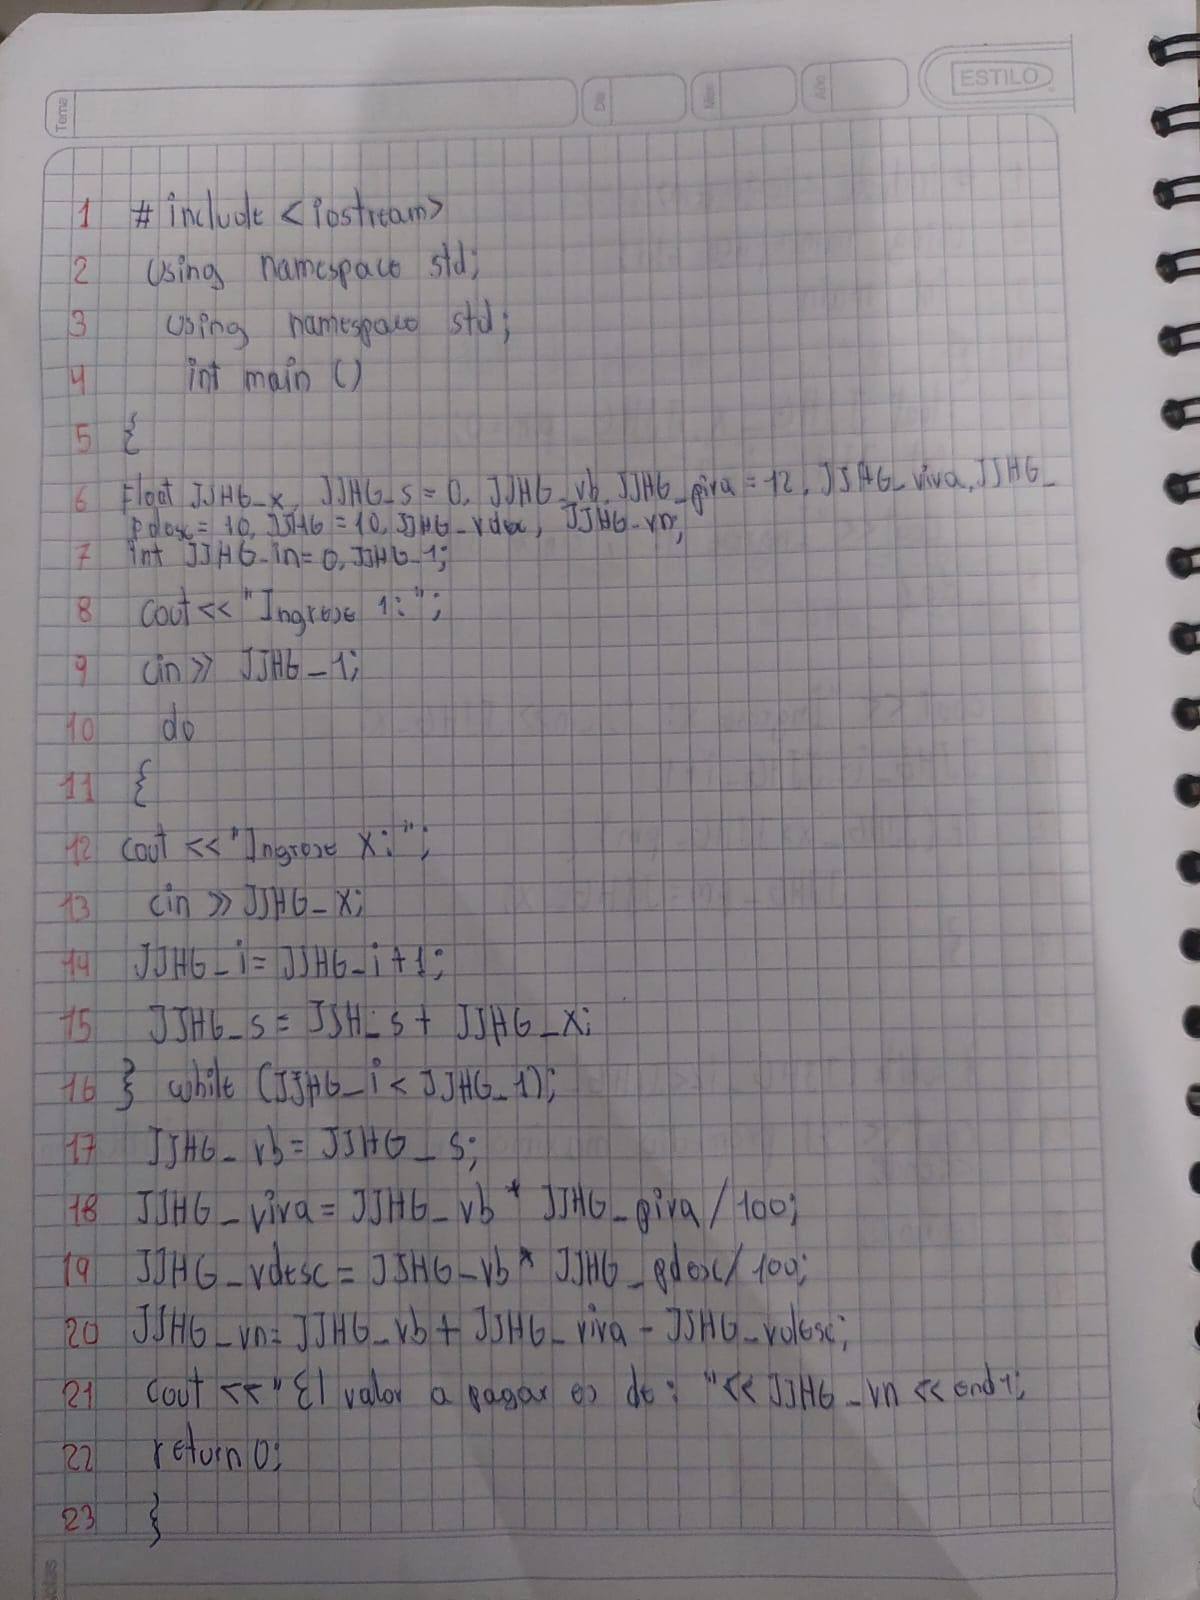 Tema Día Mes Año ESTILO
1 # include <iostream>
2 Using namespace std;
3 using namespace std;
4 int main ()
5 {
6 Float JJHG_x, JJHG_s = 0, JJHG_vb, JJHG_piva = 12, JJHG_viva, JJHG_
pdesc = 10, JJHG = 10, JJHG_vdesc, JJHG_vn;
7 int JJHG_in = 0, JJHG_1;
8 Cout << "Ingrese 1: ";
9 cin >> JJHG_1;
10 do
11 {
12 Cout << "Ingrese X: ";
13 cin >> JJHG_X;
14 JJHG_i = JJHG_i + 1;
15 JJHG_s = JJH_s + JJHG_X;
16 } while (JJHG_i < JJHG_1);
17 JJHG_vb = JJHG_s;
18 JJHG_viva = JJHG_vb * JJHG_piva / 100;
19 JJHG_vdesc = JJHG_vb * JJHG_pdesc / 100;
20 JJHG_vn = JJHG_vb + JJHG_viva - JJHG_vdesc;
21 Cout << "El valor a pagar es de: " << JJHG_vn << endl;
22 return 0;
23 }
Notas